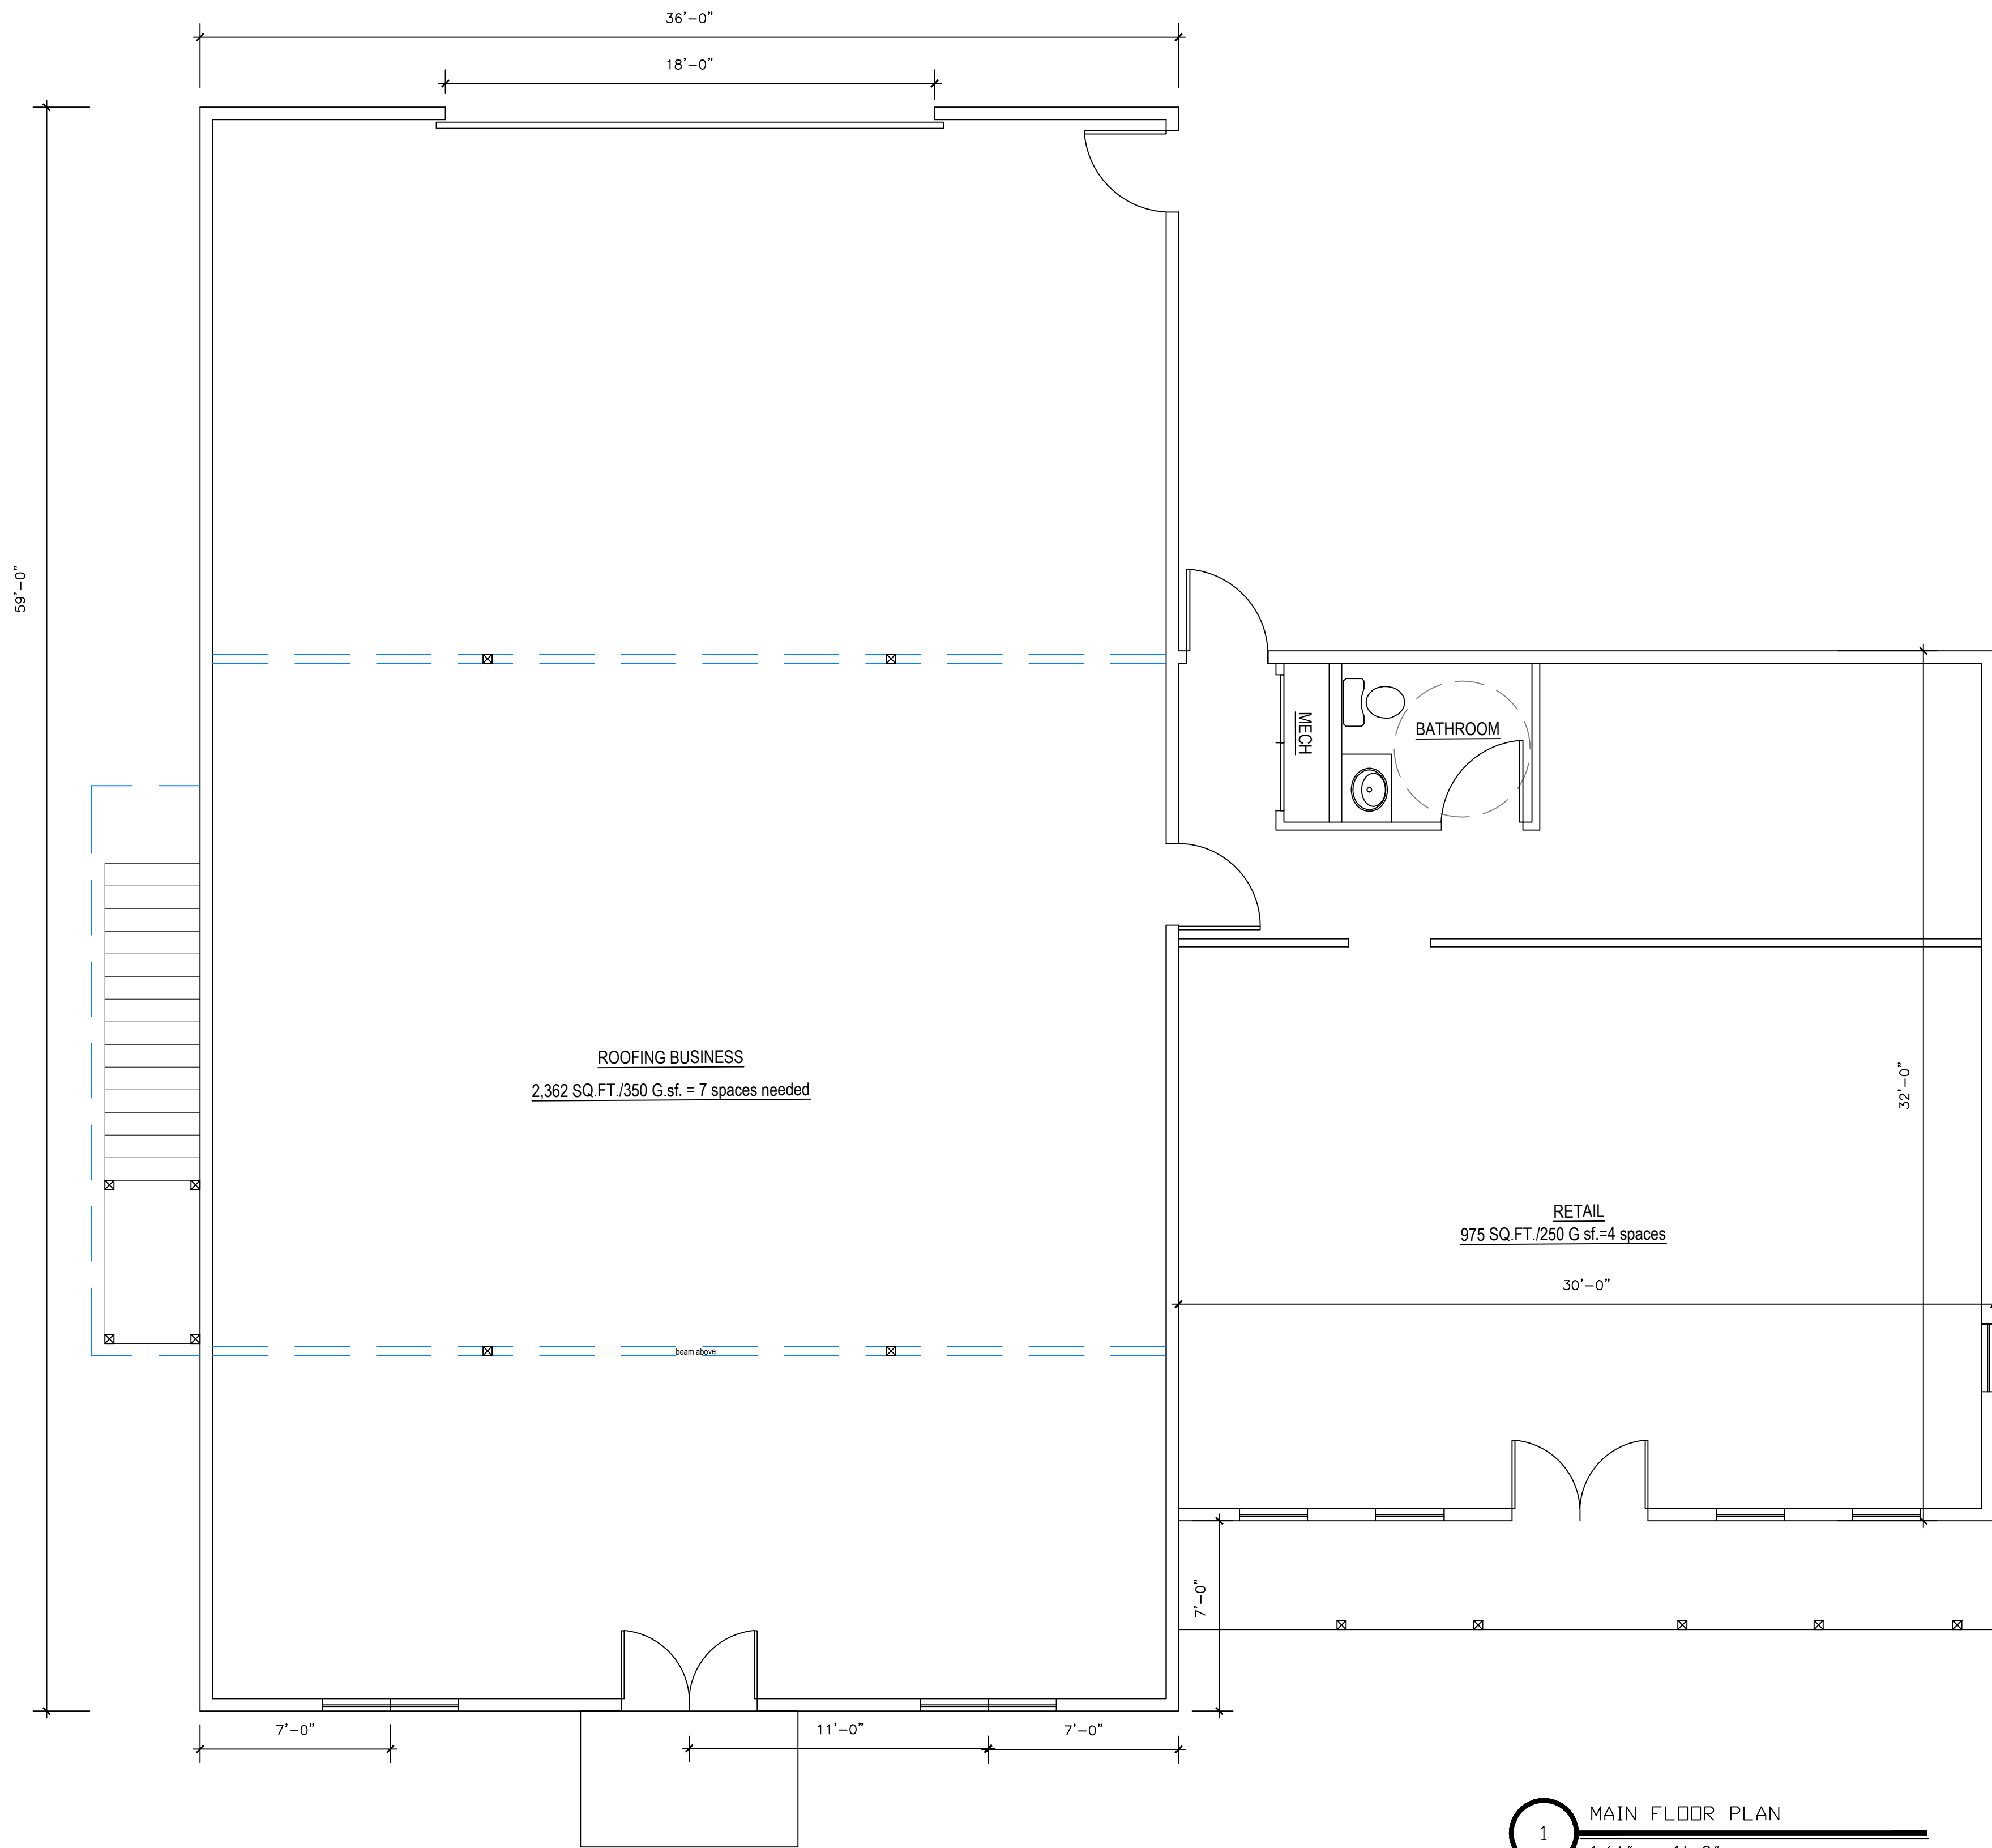 36'-0"
18'-0"
59'-0"
MECH
BATHROOM
ROOFING BUSINESS
2,362 SQ.FT./350 G.sf. = 7 spaces needed
32'-0"
RETAIL
975 SQ.FT./250 G sf.=4 spaces
30'-0"
beam above
7'-0"
7'-0"
11'-0"
7'-0"
1
MAIN FLOOR PLAN